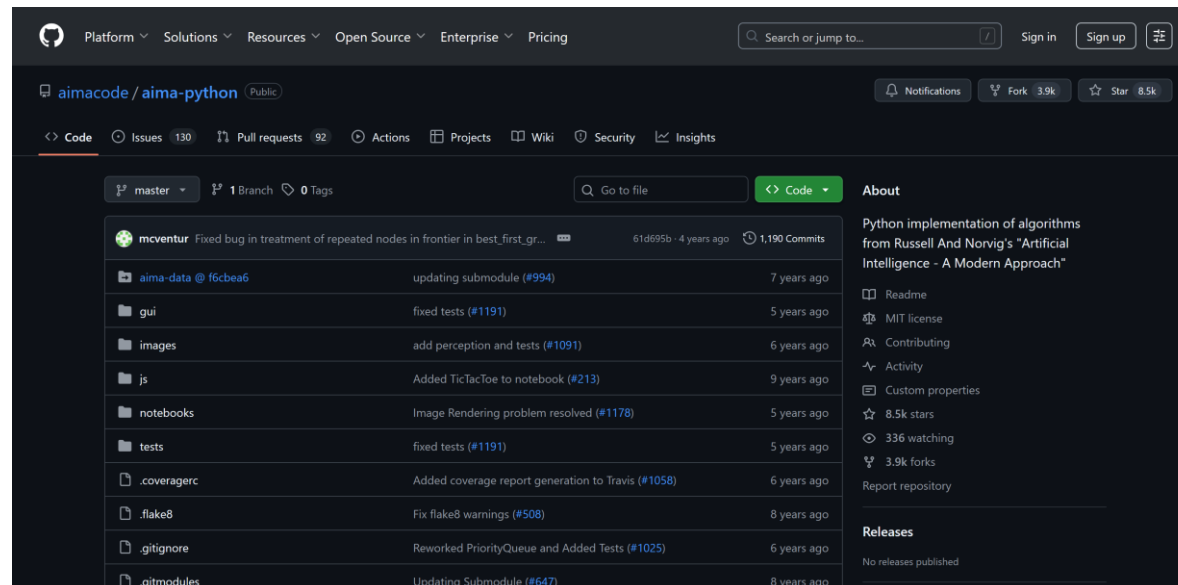 Platform Solutions Resources Open Source Enterprise Pricing Search or jump to... / Sign in Sign up
aimacode / aima-python Public Notifications Fork 3.9k Star 8.5k
Code Issues 130 Pull requests 92 Actions Projects Wiki Security Insights
master 1 Branch 0 Tags Go to file Code
mcventur Fixed bug in treatment of repeated nodes in frontier in best_first_gr... 61d695b · 4 years ago 1,190 Commits
aima-data @ f6cbea6 updating submodule (#994) 7 years ago
gui fixed tests (#1191) 5 years ago
images add perception and tests (#1091) 6 years ago
js Added TicTacToe to notebook (#213) 9 years ago
notebooks Image Rendering problem resolved (#1178) 5 years ago
tests fixed tests (#1191) 5 years ago
.coveragerc Added coverage report generation to Travis (#1058) 6 years ago
.flake8 Fix flake8 warnings (#508) 8 years ago
.gitignore Reworked PriorityQueue and Added Tests (#1025) 6 years ago
.gitmodules Updating Submodule (#647) 8 years ago
About
Python implementation of algorithms
from Russell And Norvig's "Artificial
Intelligence - A Modern Approach"
Readme
MIT license
Contributing
Activity
Custom properties
8.5k stars
336 watching
3.9k forks
Report repository
Releases
No releases published